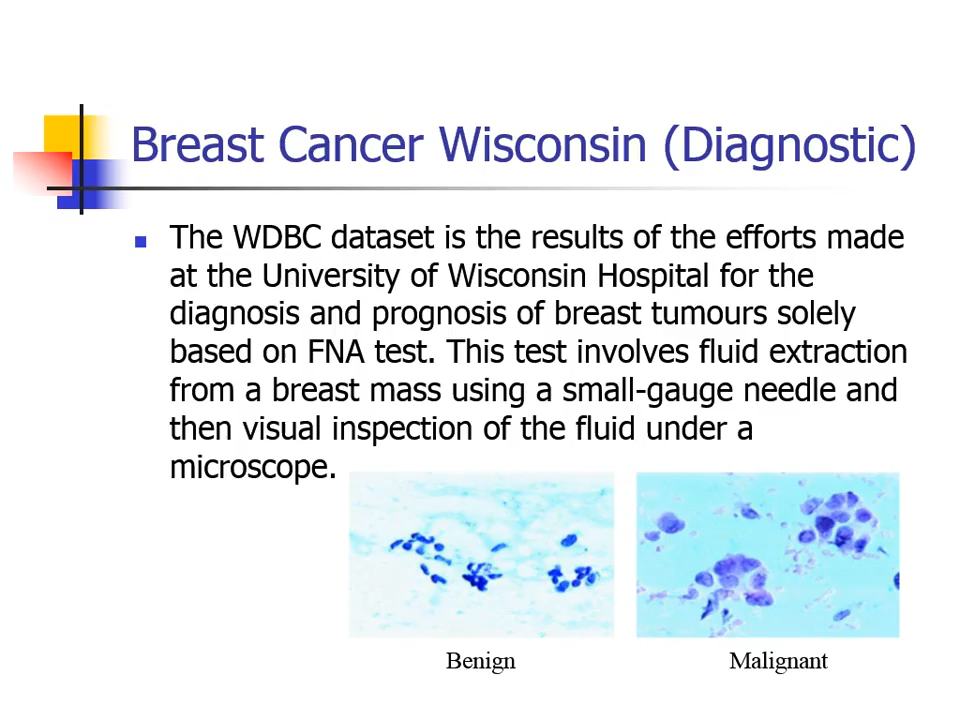 Breast Cancer Wisconsin (Diagnostic)
The WDBC dataset is the results of the efforts made
at the University of Wisconsin Hospital for the
diagnosis and prognosis of breast tumours solely
based on FNA test. This test involves fluid extraction
from a breast mass using a small-gauge needle and
then visual inspection of the fluid under a
microscope.
Benign
Malignant